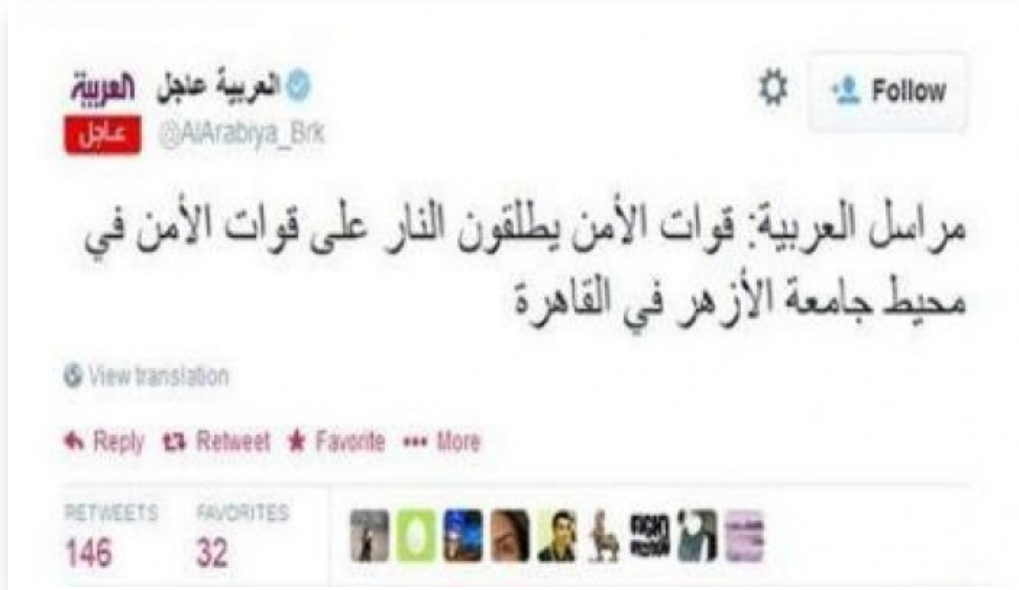 العربية
العربية عاجل
عاجل
@AlArabiya_Brk
Follow
مراسل العربية: قوات الأمن يطلقون النار على قوات الأمن في
محيط جامعة الأزهر في القاهرة
View translation
Reply Retweet Favorite More
RETWEETS FAVORITES
146 32